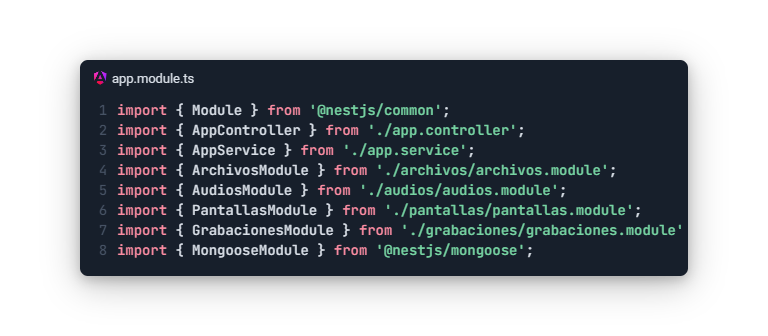 app.module.ts
1 import { Module } from '@nestjs/common';
2 import { AppController } from './app.controller';
3 import { AppService } from './app.service';
4 import { ArchivosModule } from './archivos/archivos.module';
5 import { AudiosModule } from './audios/audios.module';
6 import { PantallasModule } from './pantallas/pantallas.module';
7 import { GrabacionesModule } from './grabaciones/grabaciones.module'
8 import { MongooseModule } from '@nestjs/mongoose';